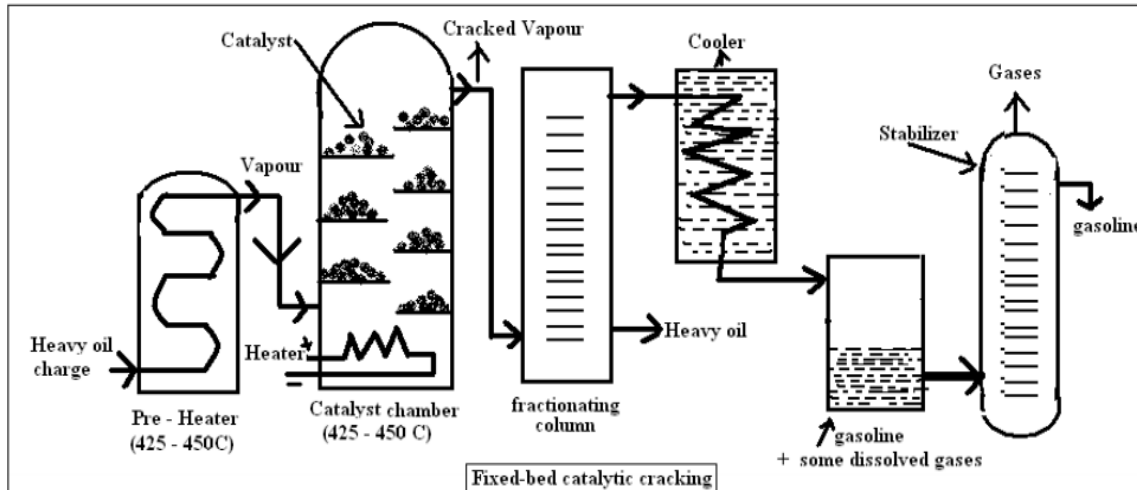 Catalyst
Cracked Vapour
Cooler
Gases
Stabilizer
Vapour
gasoline
Heavy oil
charge
Heater
Heavy oil
Pre - Heater
(425 - 450C)
Catalyst chamber
(425 - 450 C)
fractionating
column
gasoline
+ some dissolved gases
Fixed-bed catalytic cracking